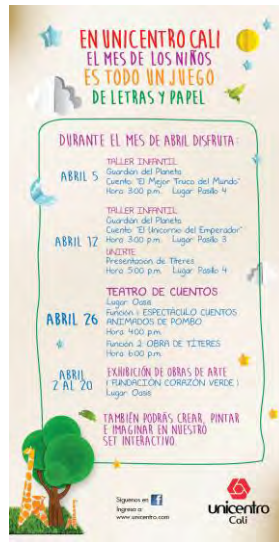 EN UNICENTRO CALI
EL MES DE LOS NIÑOS
ES TODO UN JUEGO
DE LETRAS Y PAPEL
DURANTE EL MES DE ABRIL DISFRUTA:
ABRIL 5
TALLER INFANTIL
Guardián del Planeta
Cuento: "El Mejor Truco del Mundo"
Hora 3:00 p.m. Lugar Pasillo 4
ABRIL 12
TALLER INFANTIL
Guardián del Planeta
Cuento: "El Unicornio del Emperador"
Hora 3:00 p.m. Lugar Pasillo 3
UNIRTE
Presentación de Títeres
Hora 5:00 p.m. Lugar Pasillo 4
ABRIL 26
TEATRO DE CUENTOS
Lugar: Oasis
Función 1: ESPECTÁCULO CUENTOS
ANIMADOS DE POMBO
Hora 4:00 p.m.
Función 2: OBRA DE TÍTERES
Hora 6:00 p.m.
ABRIL
2 AL 20
EXHIBICIÓN DE OBRAS DE ARTE
( FUNDACIÓN CORAZÓN VERDE )
Lugar Oasis
TAMBIÉN PODRÁS CREAR, PINTAR
E IMAGINAR EN NUESTRO
SET INTERACTIVO.
Síguenos en f
Ingresa a:
www.unicentro.com
unicentro
Cali